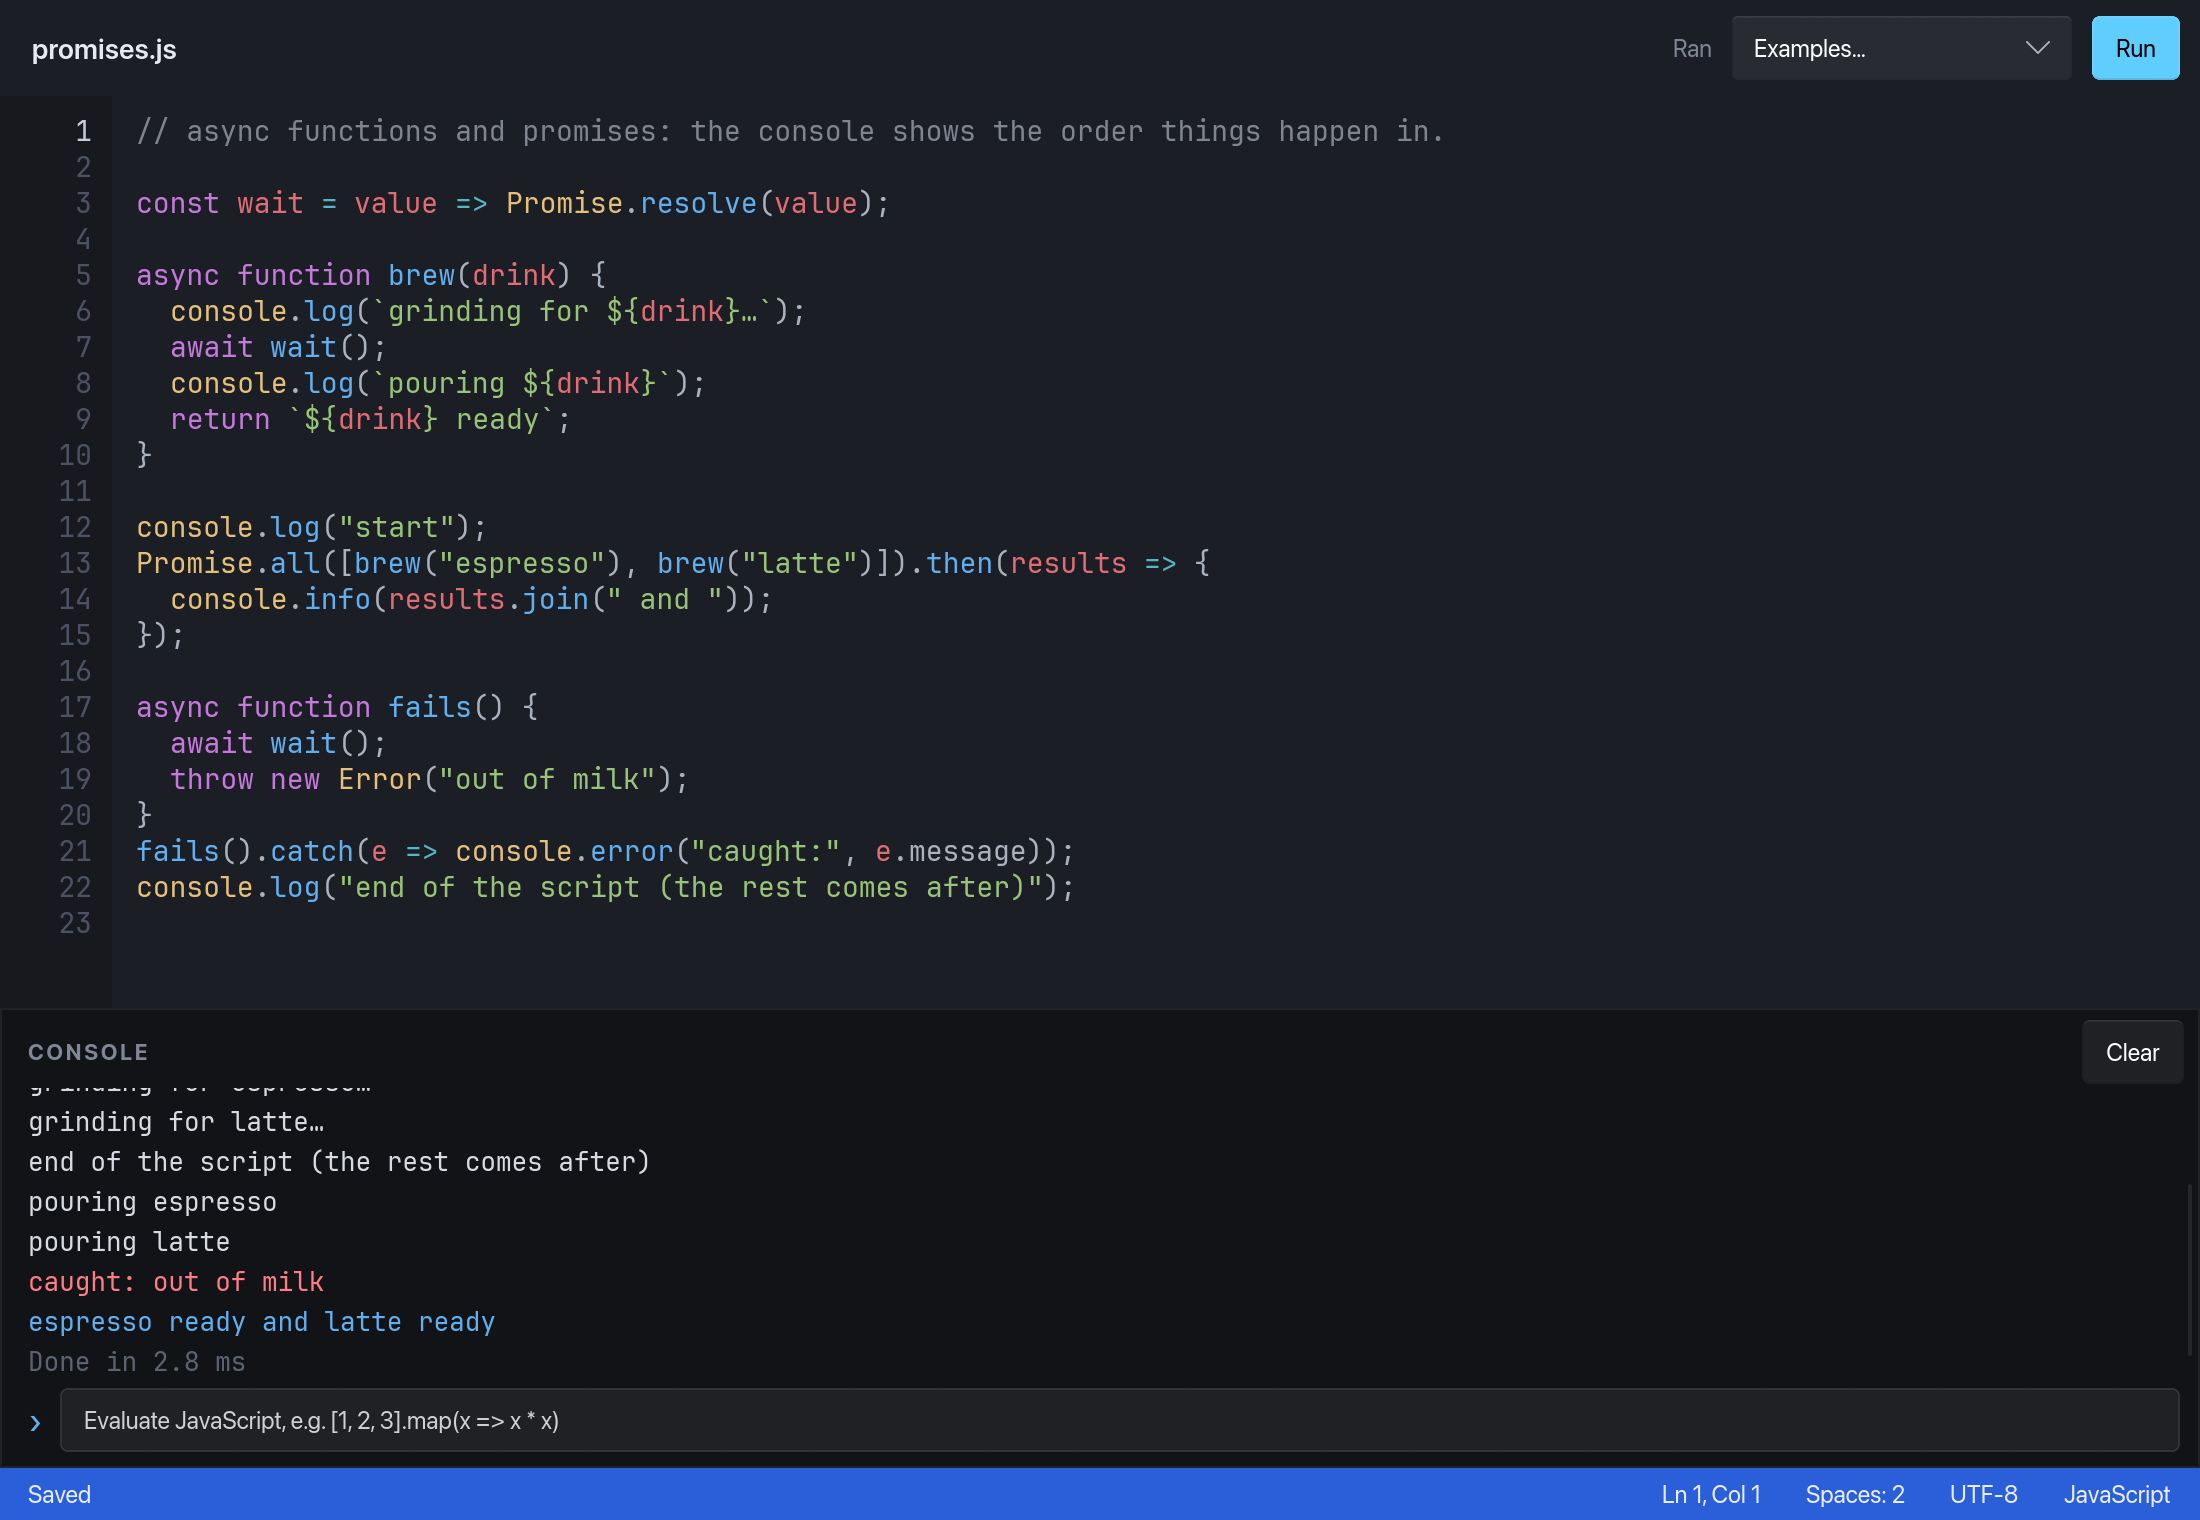 promises.js
Ran
Examples...
Run
1 // async functions and promises: the console shows the order things happen in.
2
3 const wait = value => Promise.resolve(value);
4
5 async function brew(drink) {
6   console.log(`grinding for ${drink}…`);
7   await wait();
8   console.log(`pouring ${drink}`);
9   return `${drink} ready`;
10 }
11
12 console.log("start");
13 Promise.all([brew("espresso"), brew("latte")]).then(results => {
14   console.info(results.join(" and "));
15 });
16
17 async function fails() {
18   await wait();
19   throw new Error("out of milk");
20 }
21 fails().catch(e => console.error("caught:", e.message));
22 console.log("end of the script (the rest comes after)");
23
CONSOLE
Clear
grinding for espresso…
grinding for latte…
end of the script (the rest comes after)
pouring espresso
pouring latte
caught: out of milk
espresso ready and latte ready
Done in 2.8 ms
› Evaluate JavaScript, e.g. [1, 2, 3].map(x => x * x)
Saved
Ln 1, Col 1
Spaces: 2
UTF-8
JavaScript